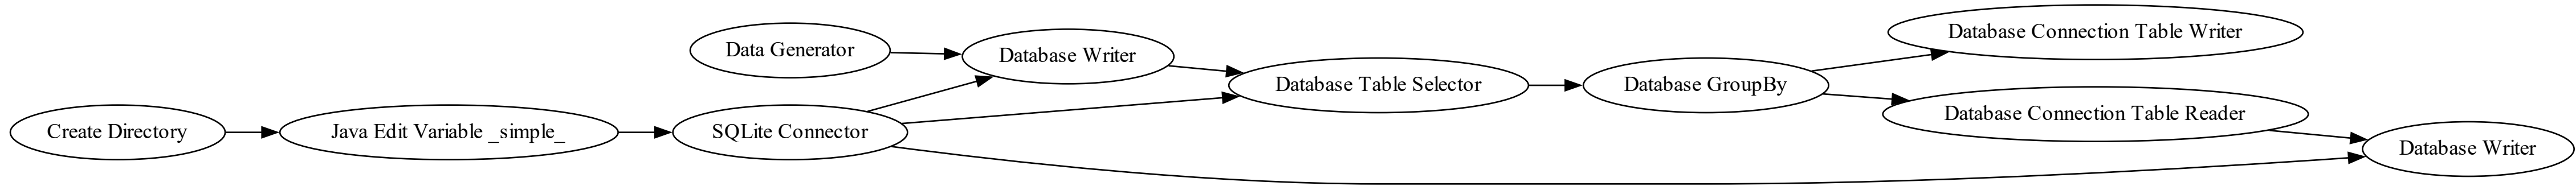 Create Directory
Java Edit Variable _simple_
Data Generator
SQLite Connector
Database Writer
Database Table Selector
Database GroupBy
Database Connection Table Writer
Database Connection Table Reader
Database Writer